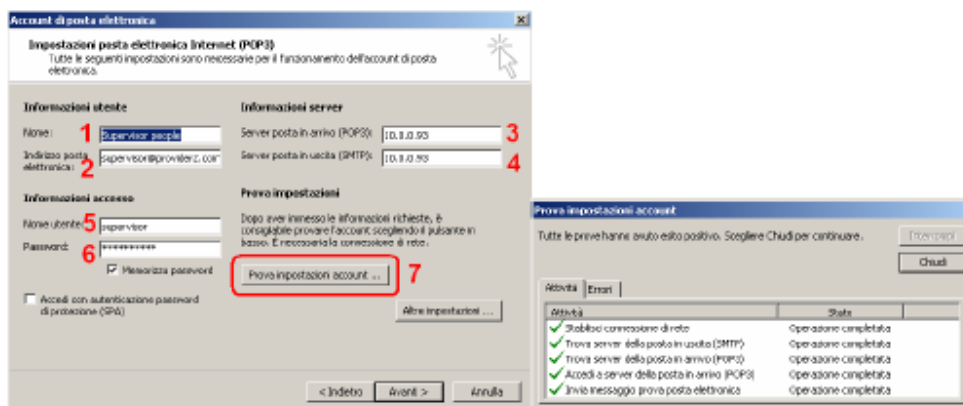 Account di posta elettronica
Impostazioni posta elettronica Internet (POP3)
Tutte le seguenti impostazioni sono necessarie per il funzionamento dell'account di posta
elettronica.
Informazioni utente
Nome:
1
Supervisor people
Indirizzo posta
elettronica:
2
supervisor@providerz.com
Informazioni server
Server posta in arrivo (POP3):
10.0.0.93
3
Server posta in uscita (SMTP):
10.0.0.93
4
Informazioni accesso
Nome utente:
5
supervisor
Password:
6
**********
Memorizza password
Accedi con autenticazione password
di protezione (SPA)
Prova impostazioni
Dopo aver immesso le informazioni richieste, è
consigliabile provare l'account scegliendo il pulsante in
basso. È necessaria la connessione di rete.
Prova impostazioni account ...
7
Altre impostazioni ...
< Indietro
Avanti >
Annulla
Prova impostazioni account
Tutte le prove hanno avuto esito positivo. Scegliere Chiudi per continuare.
Interrompi
Chiudi
Attività
Errori
Attività
Stato
Stabilisci connessione di rete
Operazione completata
Trova server della posta in uscita (SMTP)
Operazione completata
Trova server della posta in arrivo (POP3)
Operazione completata
Accedi a server della posta in arrivo (POP3)
Operazione completata
Invia messaggio prova posta elettronica
Operazione completata